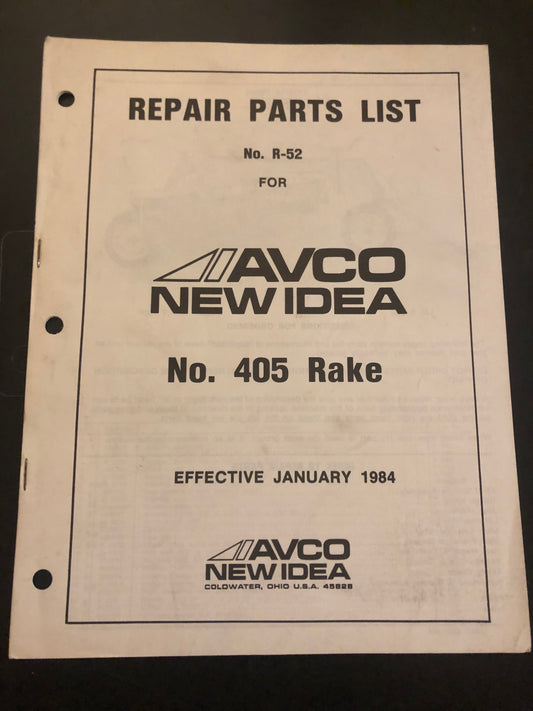 REPAIR PARTS LIST
No. R-52
FOR
AVCO
NEW IDEA
No. 405 Rake
EFFECTIVE JANUARY 1984
AVCO
NEW IDEA
COLDWATER, OHIO U.S.A. 45828